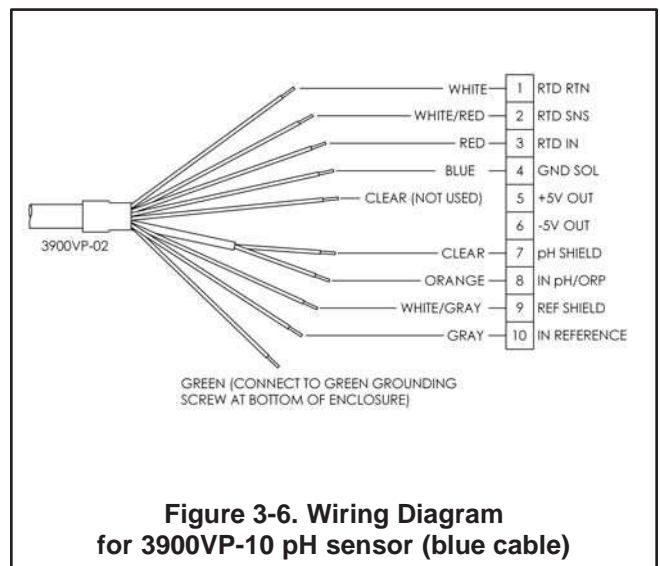 WHITE 1 RTD RTN
WHITE/RED 2 RTD SNS
RED 3 RTD IN
BLUE 4 GND SOL
CLEAR (NOT USED) 5 +5V OUT
6 -5V OUT
3900VP-02
CLEAR 7 pH SHIELD
ORANGE 8 IN pH/ORP
WHITE/GRAY 9 REF SHIELD
GRAY 10 IN REFERENCE
GREEN (CONNECT TO GREEN GROUNDING
SCREW AT BOTTOM OF ENCLOSURE)
Figure 3-6. Wiring Diagram
for 3900VP-10 pH sensor (blue cable)